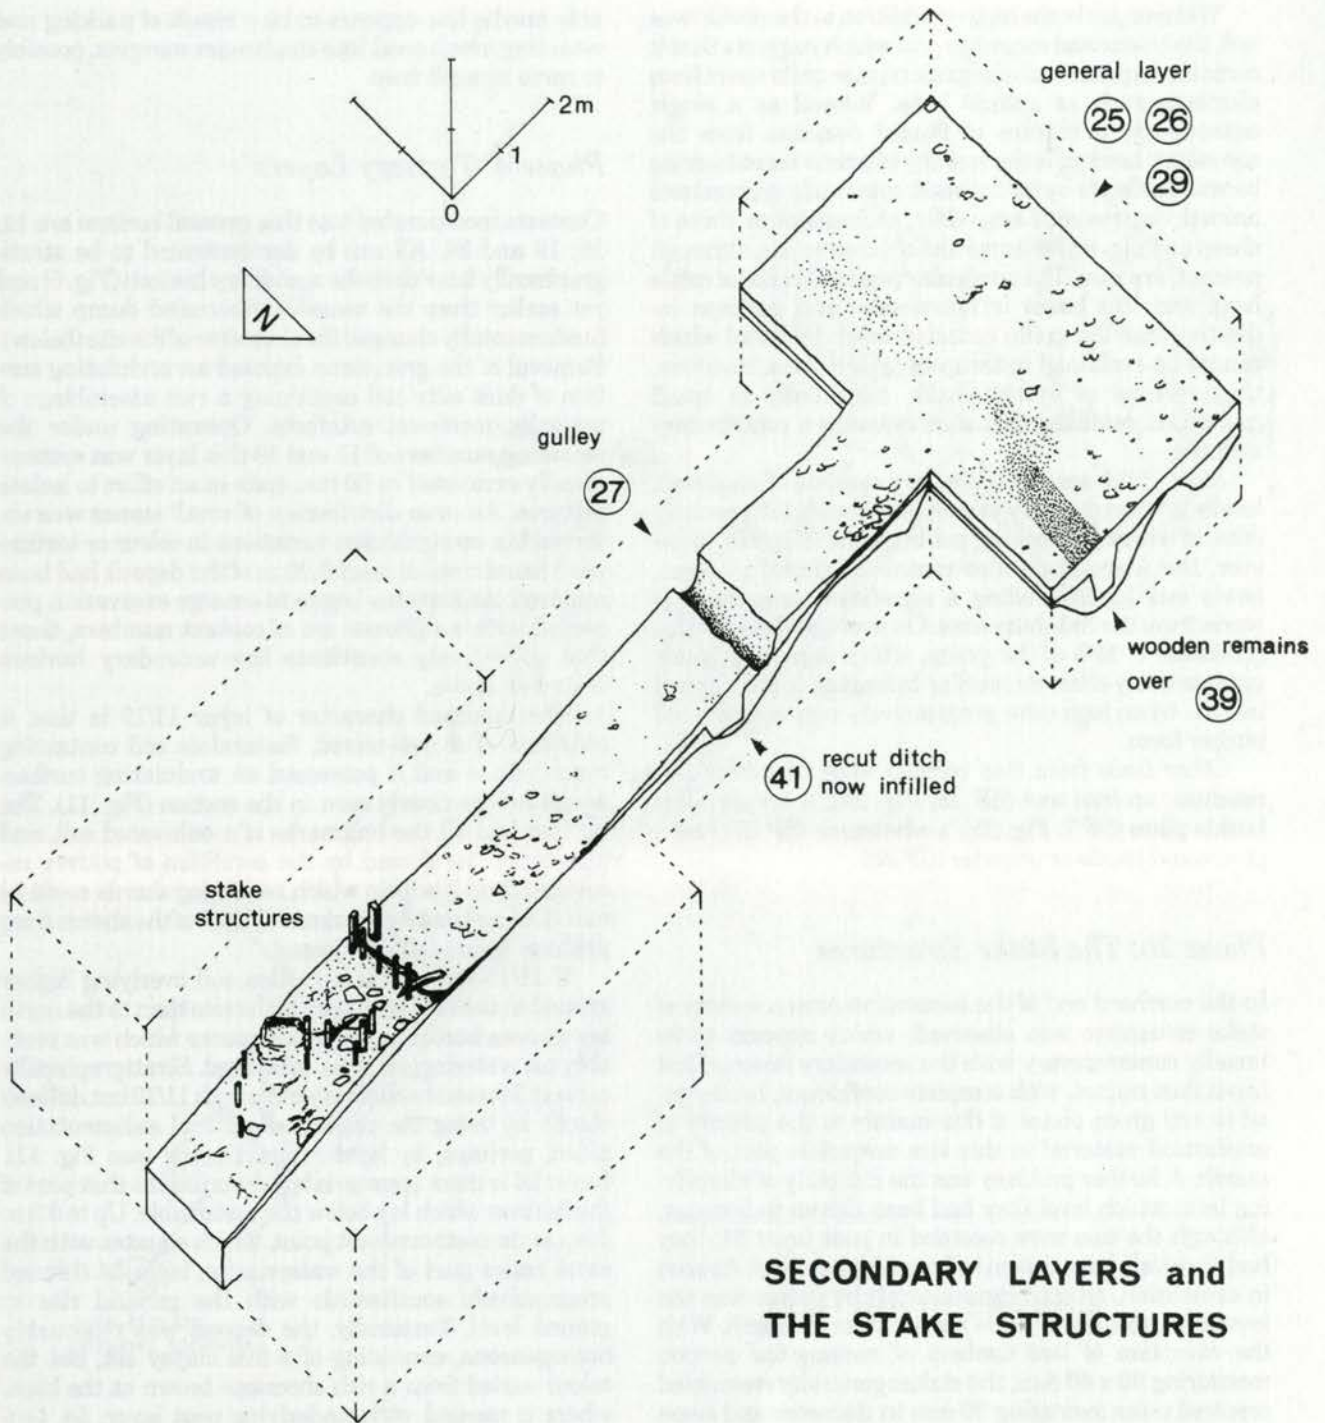 2m
1
0
N
general layer
25 26
29
gulley
27
wooden remains
over 39
41 recut ditch
now infilled
stake
structures
SECONDARY LAYERS and
THE STAKE STRUCTURES